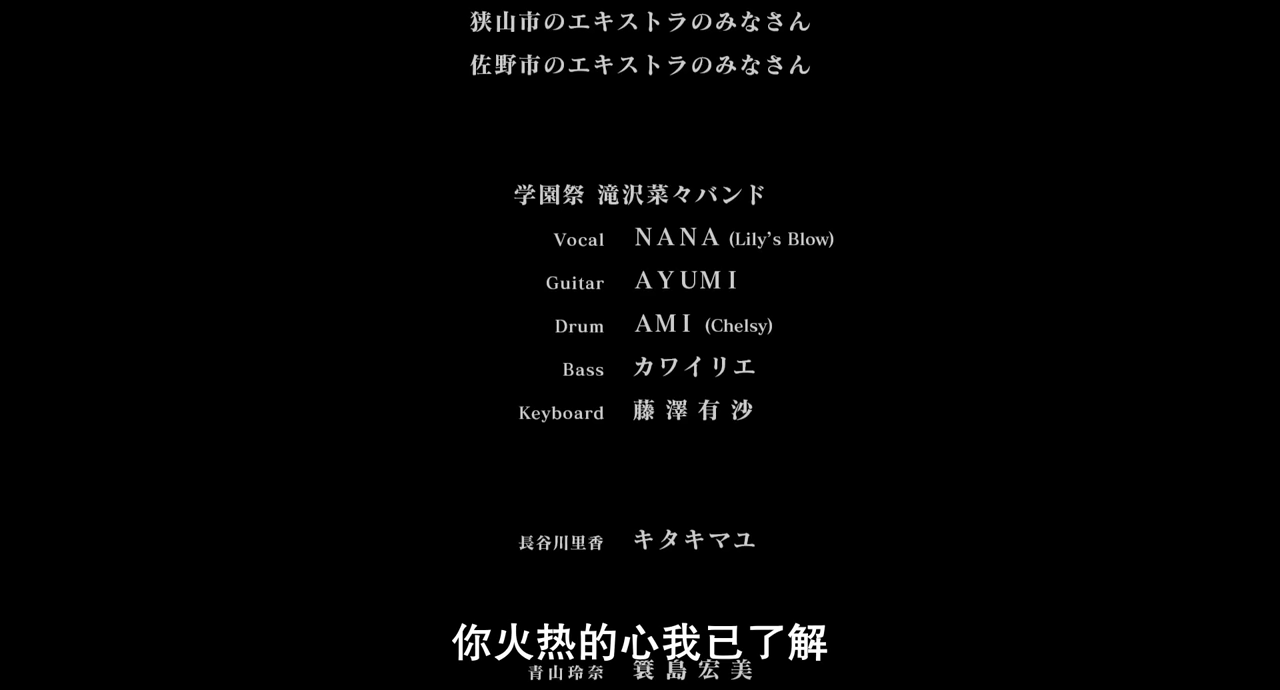 狭山市のエキストラのみなさん
佐野市のエキストラのみなさん
学園祭 滝沢菜々バンド
Vocal NANA (Lily’s Blow)
Guitar AYUMI
Drum AMI (Chelsy)
Bass カワイリエ
Keyboard 藤澤有沙
長谷川里香 キタキマユ
你火热的心我已了解
青山玲奈 簑島宏美